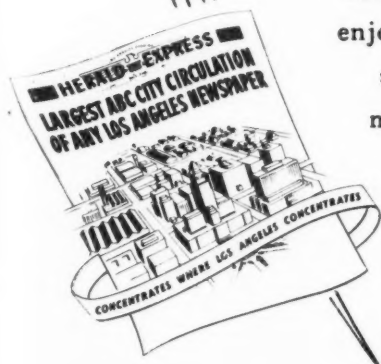 HERALD-EXPRESS
LARGEST ABC CITY CIRCULATION
OF ANY LOS ANGELES NEWSPAPER
CONCENTRATES WHERE LOS ANGELES CONCENTRATES
enj